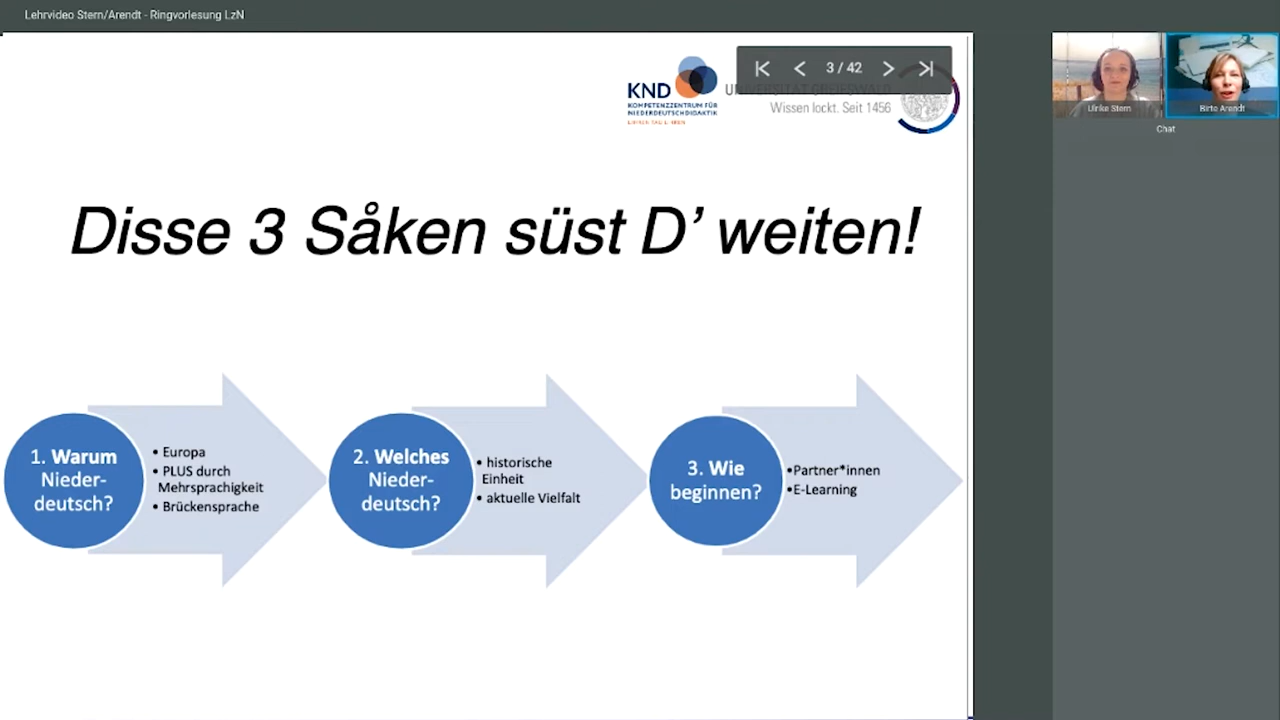 Lehrvideo Stern/Arendt - Ringvorlesung LzN
3 / 42
KND
KOMPETENZZENTRUM FÜR
NIEDERDEUTSCHDIDAKTIK
UNIVERSITÄT GREIFSWALD
Wissen lockt. Seit 1456
Ulrike Stern
Birte Arendt
Chat
Disse 3 Såken süst D’ weiten!
1. Warum
Nieder-
deutsch?
• Europa
• PLUS durch
Mehrsprachigkeit
• Brückensprache
2. Welches
Nieder-
deutsch?
• historische
Einheit
• aktuelle Vielfalt
3. Wie
beginnen?
•Partner*innen
•E-Learning